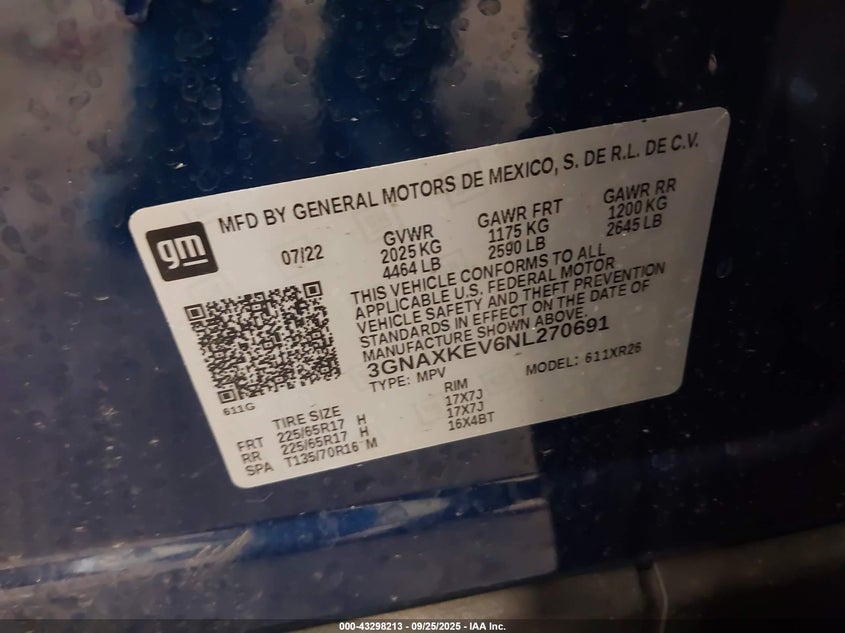 gm
MFD BY GENERAL MOTORS DE MEXICO, S. DE R.L. DE C.V.
07/22
GVWR
2025 KG
4464 LB
GAWR FRT
1175 KG
2590 LB
GAWR RR
1200 KG
2645 LB
THIS VEHICLE CONFORMS TO ALL
APPLICABLE U.S. FEDERAL MOTOR
VEHICLE SAFETY AND THEFT PREVENTION
STANDARDS IN EFFECT ON THE DATE OF
MANUFACTURE SHOWN ABOVE.
3GNAXKEV6NL270691
TYPE: MPV
MODEL: 611XR26
611G
TIRE SIZE
RIM
FRT 225/65R17 H 17X7J
RR 225/65R17 H 17X7J
SPA T135/70R16 M 16X4BT
000-43298213 - 09/25/2025 - IAA Inc.